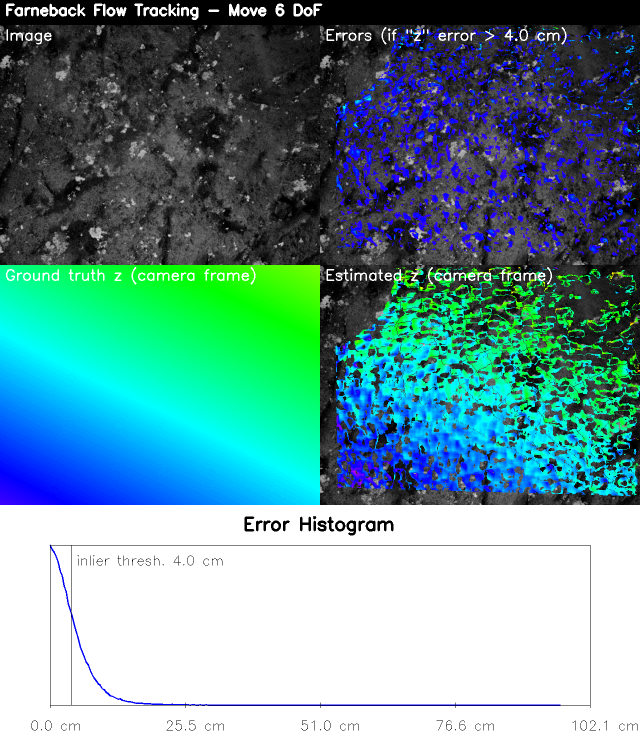 Farneback Flow Tracking – Move 6 DoF
Image
Errors (if "z" error > 4.0 cm)
Ground truth z (camera frame)
Estimated z (camera frame)
Error Histogram
inlier thresh. 4.0 cm
0.0 cm
25.5 cm
51.0 cm
76.6 cm
102.1 cm